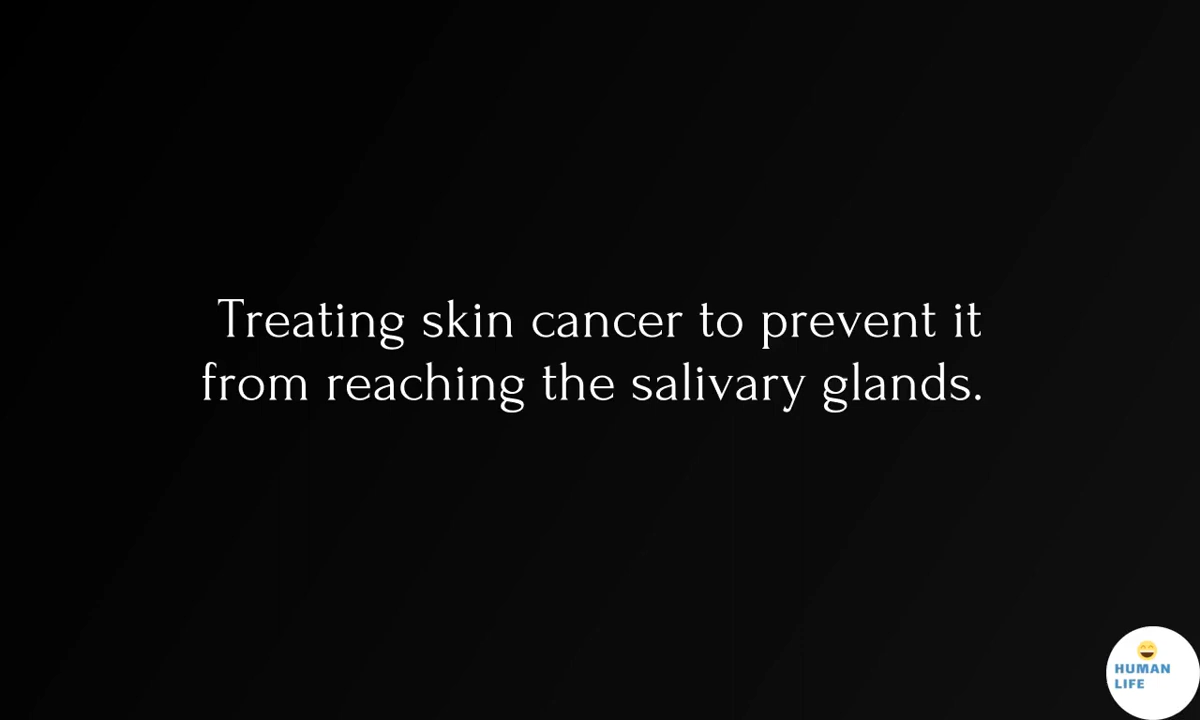 Treating skin cancer to prevent it
from reaching the salivary glands.
HUMAN
LIFE